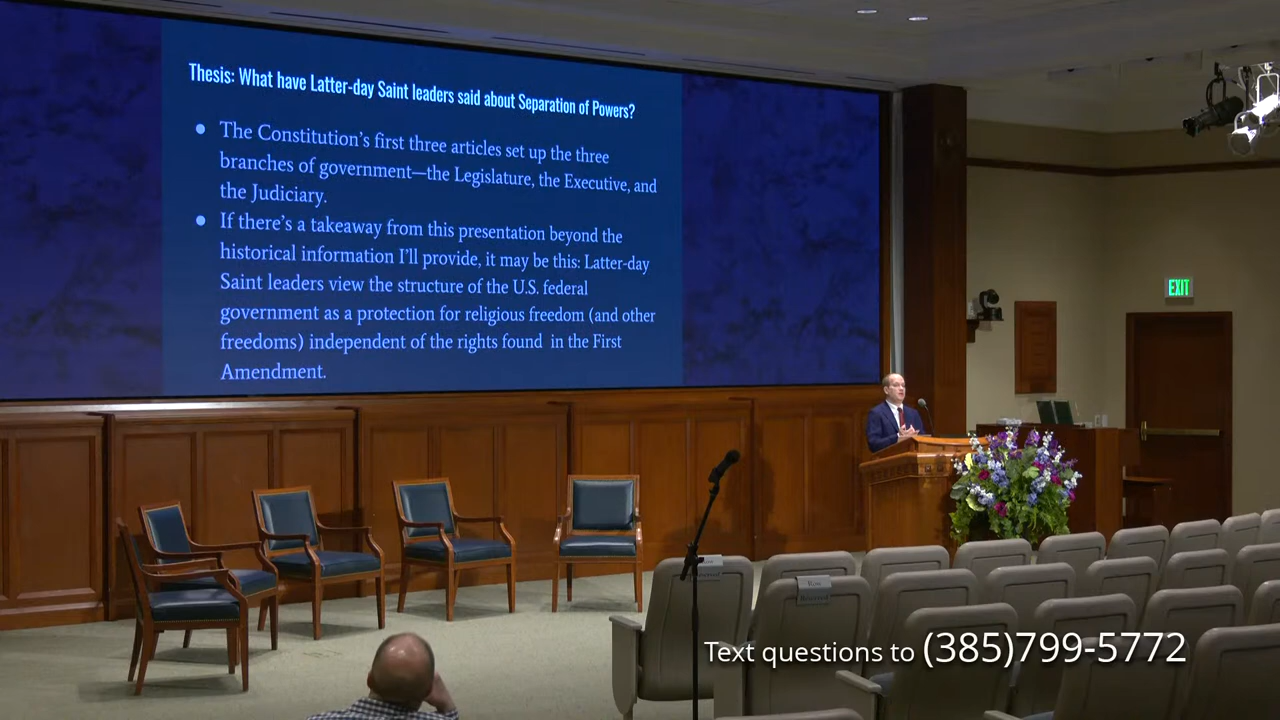 Thesis: What have Latter-day Saint leaders said about Separation of Powers?
● The Constitution's first three articles set up the three
branches of government—the Legislature, the Executive, and
the Judiciary.
● If there's a takeaway from this presentation beyond the
historical information I'll provide, it may be this: Latter-day
Saint leaders view the structure of the U.S. federal
government as a protection for religious freedom (and other
freedoms) independent of the rights found in the First
Amendment.
EXIT
Text questions to (385)799-5772